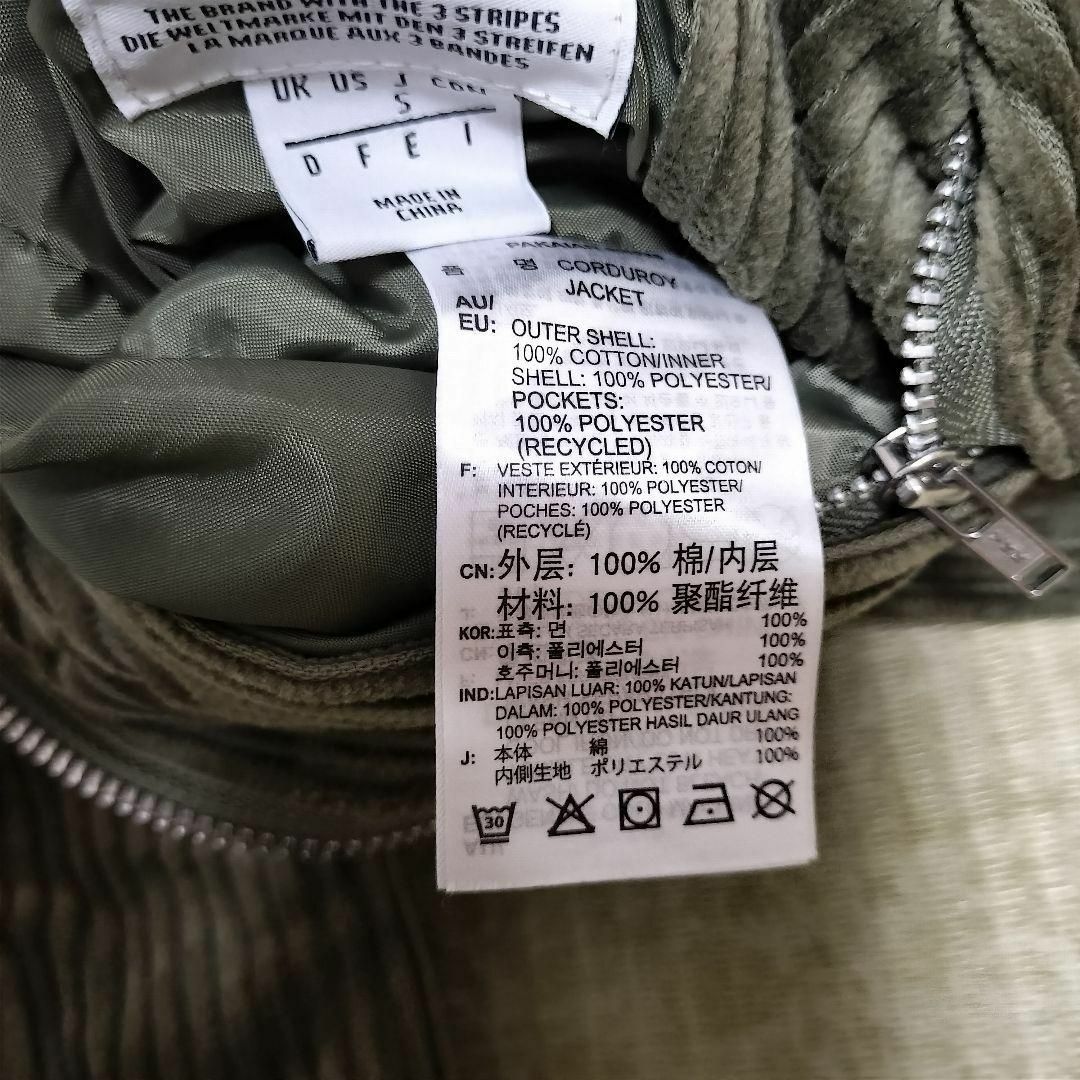 THE BRAND WITH THE 3 STRIPES
DIE WELTMARKE MIT DEN 3 STREIFEN
LA MARQUE AUX 3 BANDES
UK US J
S
D F E I
MADE IN
CHINA
품 명 CORDUROY
JACKET
AU/
EU: OUTER SHELL:
100% COTTON/INNER
SHELL: 100% POLYESTER/
POCKETS:
100% POLYESTER
(RECYCLED)
F: VESTE EXTÉRIEUR: 100% COTON/
INTERIEUR: 100% POLYESTER/
POCHES: 100% POLYESTER
(RECYCLÉ)
CN: 外层: 100% 棉/内层
材料: 100% 聚酯纤维
KOR: 표측: 면 100%
이측: 폴리에스터 100%
호주머니: 폴리에스터 100%
IND: LAPISAN LUAR: 100% KATUN/LAPISAN
DALAM: 100% POLYESTER/KANTUNG:
100% POLYESTER HASIL DAUR ULANG
J: 本体 綿 100%
内側生地 ポリエステル 100%
30